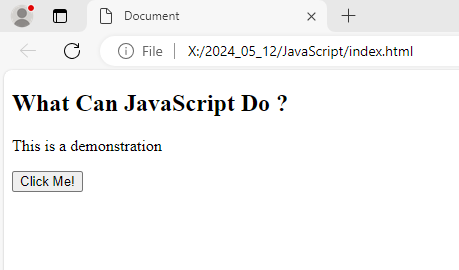 Document
File
X:/2024_05_12/JavaScript/index.html
What Can JavaScript Do ?
This is a demonstration
Click Me!